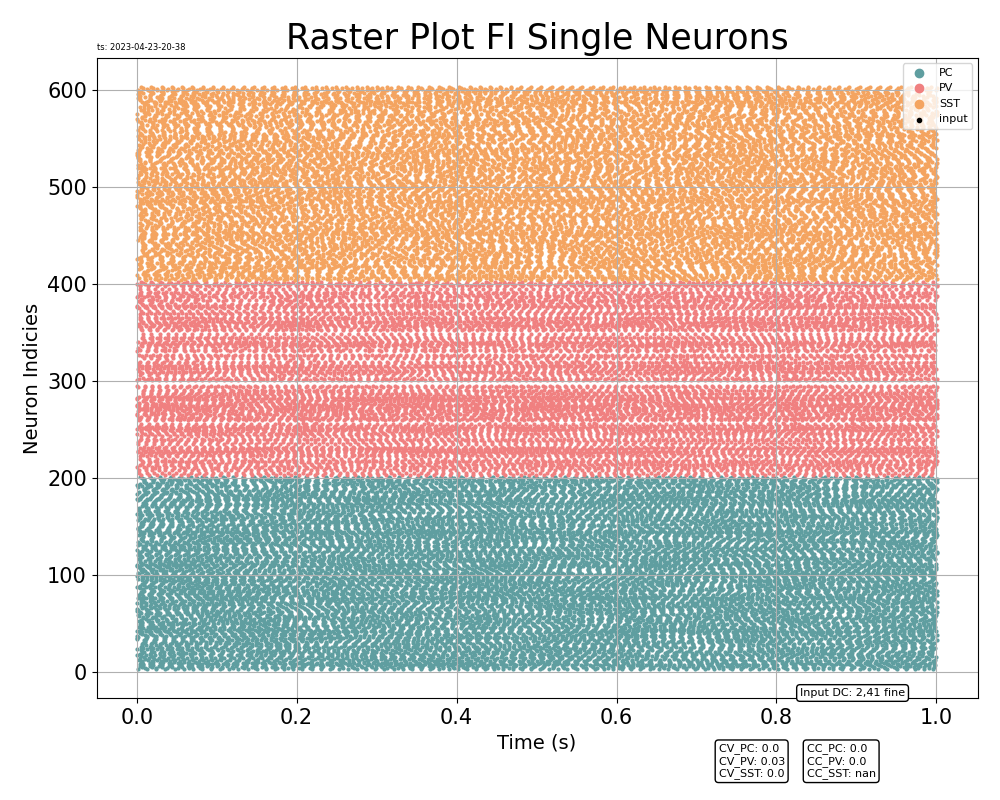 Raster Plot FI Single Neurons
ts: 2023-04-23-20-38
PC
PV
SST
input
600
500
400
300
200
100
0
Neuron Indicies
Input DC: 2,41 fine
0.0 0.2 0.4 0.6 0.8 1.0
Time (s)
CV_PC: 0.0
CV_PV: 0.03
CV_SST: 0.0
CC_PC: 0.0
CC_PV: 0.0
CC_SST: nan